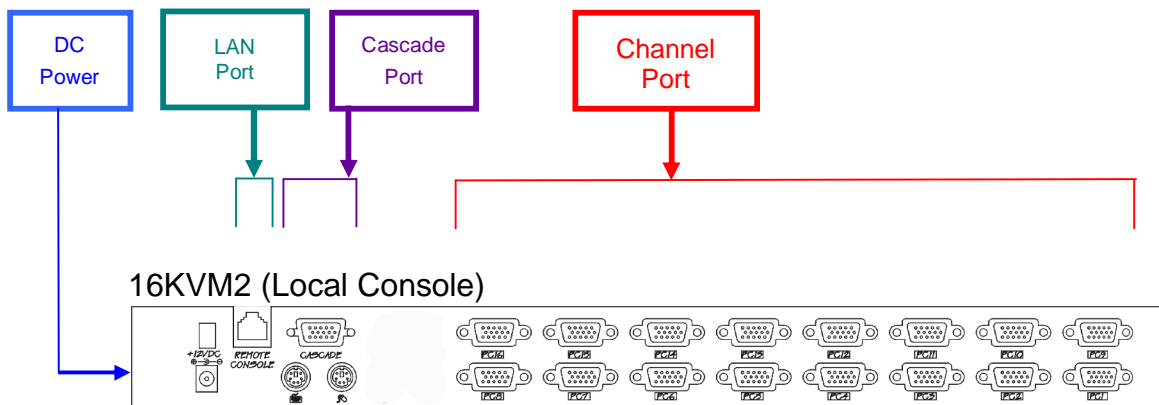 DC
Power
LAN
Port
Cascade
Port
Channel
Port
16KVM2 (Local Console)
+12VDC
REMOTE
CONSOLE
CASCADE
PC16 PC15 PC14 PC13 PC12 PC11 PC10 PC9
PC8 PC7 PC6 PC5 PC4 PC3 PC2 PC1